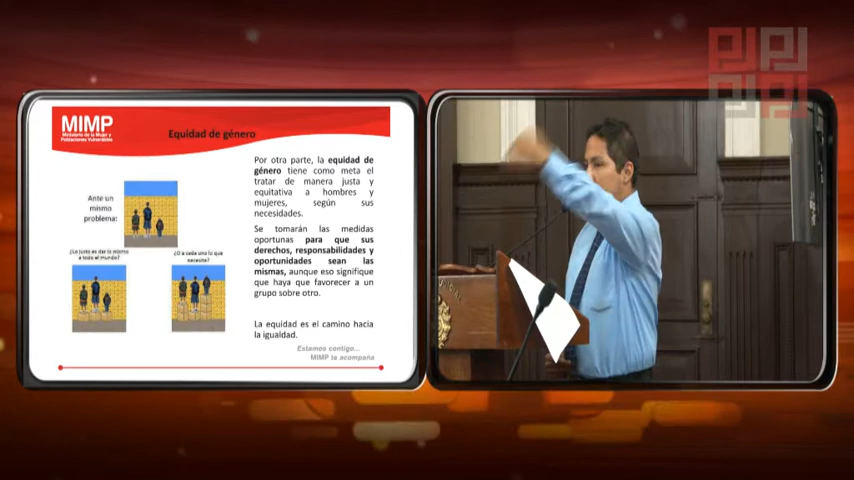 MIMP
Ministerio de la Mujer y
Poblaciones Vulnerables
Equidad de género
Por otra parte, la equidad de
género tiene como meta el
tratar de manera justa y
equitativa a hombres y
mujeres, según sus
necesidades.
Ante un
mismo
problema:
Se tomarán las medidas
oportunas para que sus
derechos, responsabilidades y
oportunidades sean las
mismas, aunque eso signifique
que haya que favorecer a un
grupo sobre otro.
¿Lo justo es dar lo mismo
a todo el mundo?
¿O a cada uno lo que
necesite?
La equidad es el camino hacia
la igualdad.
Estamos contigo...
MIMP te acompaña